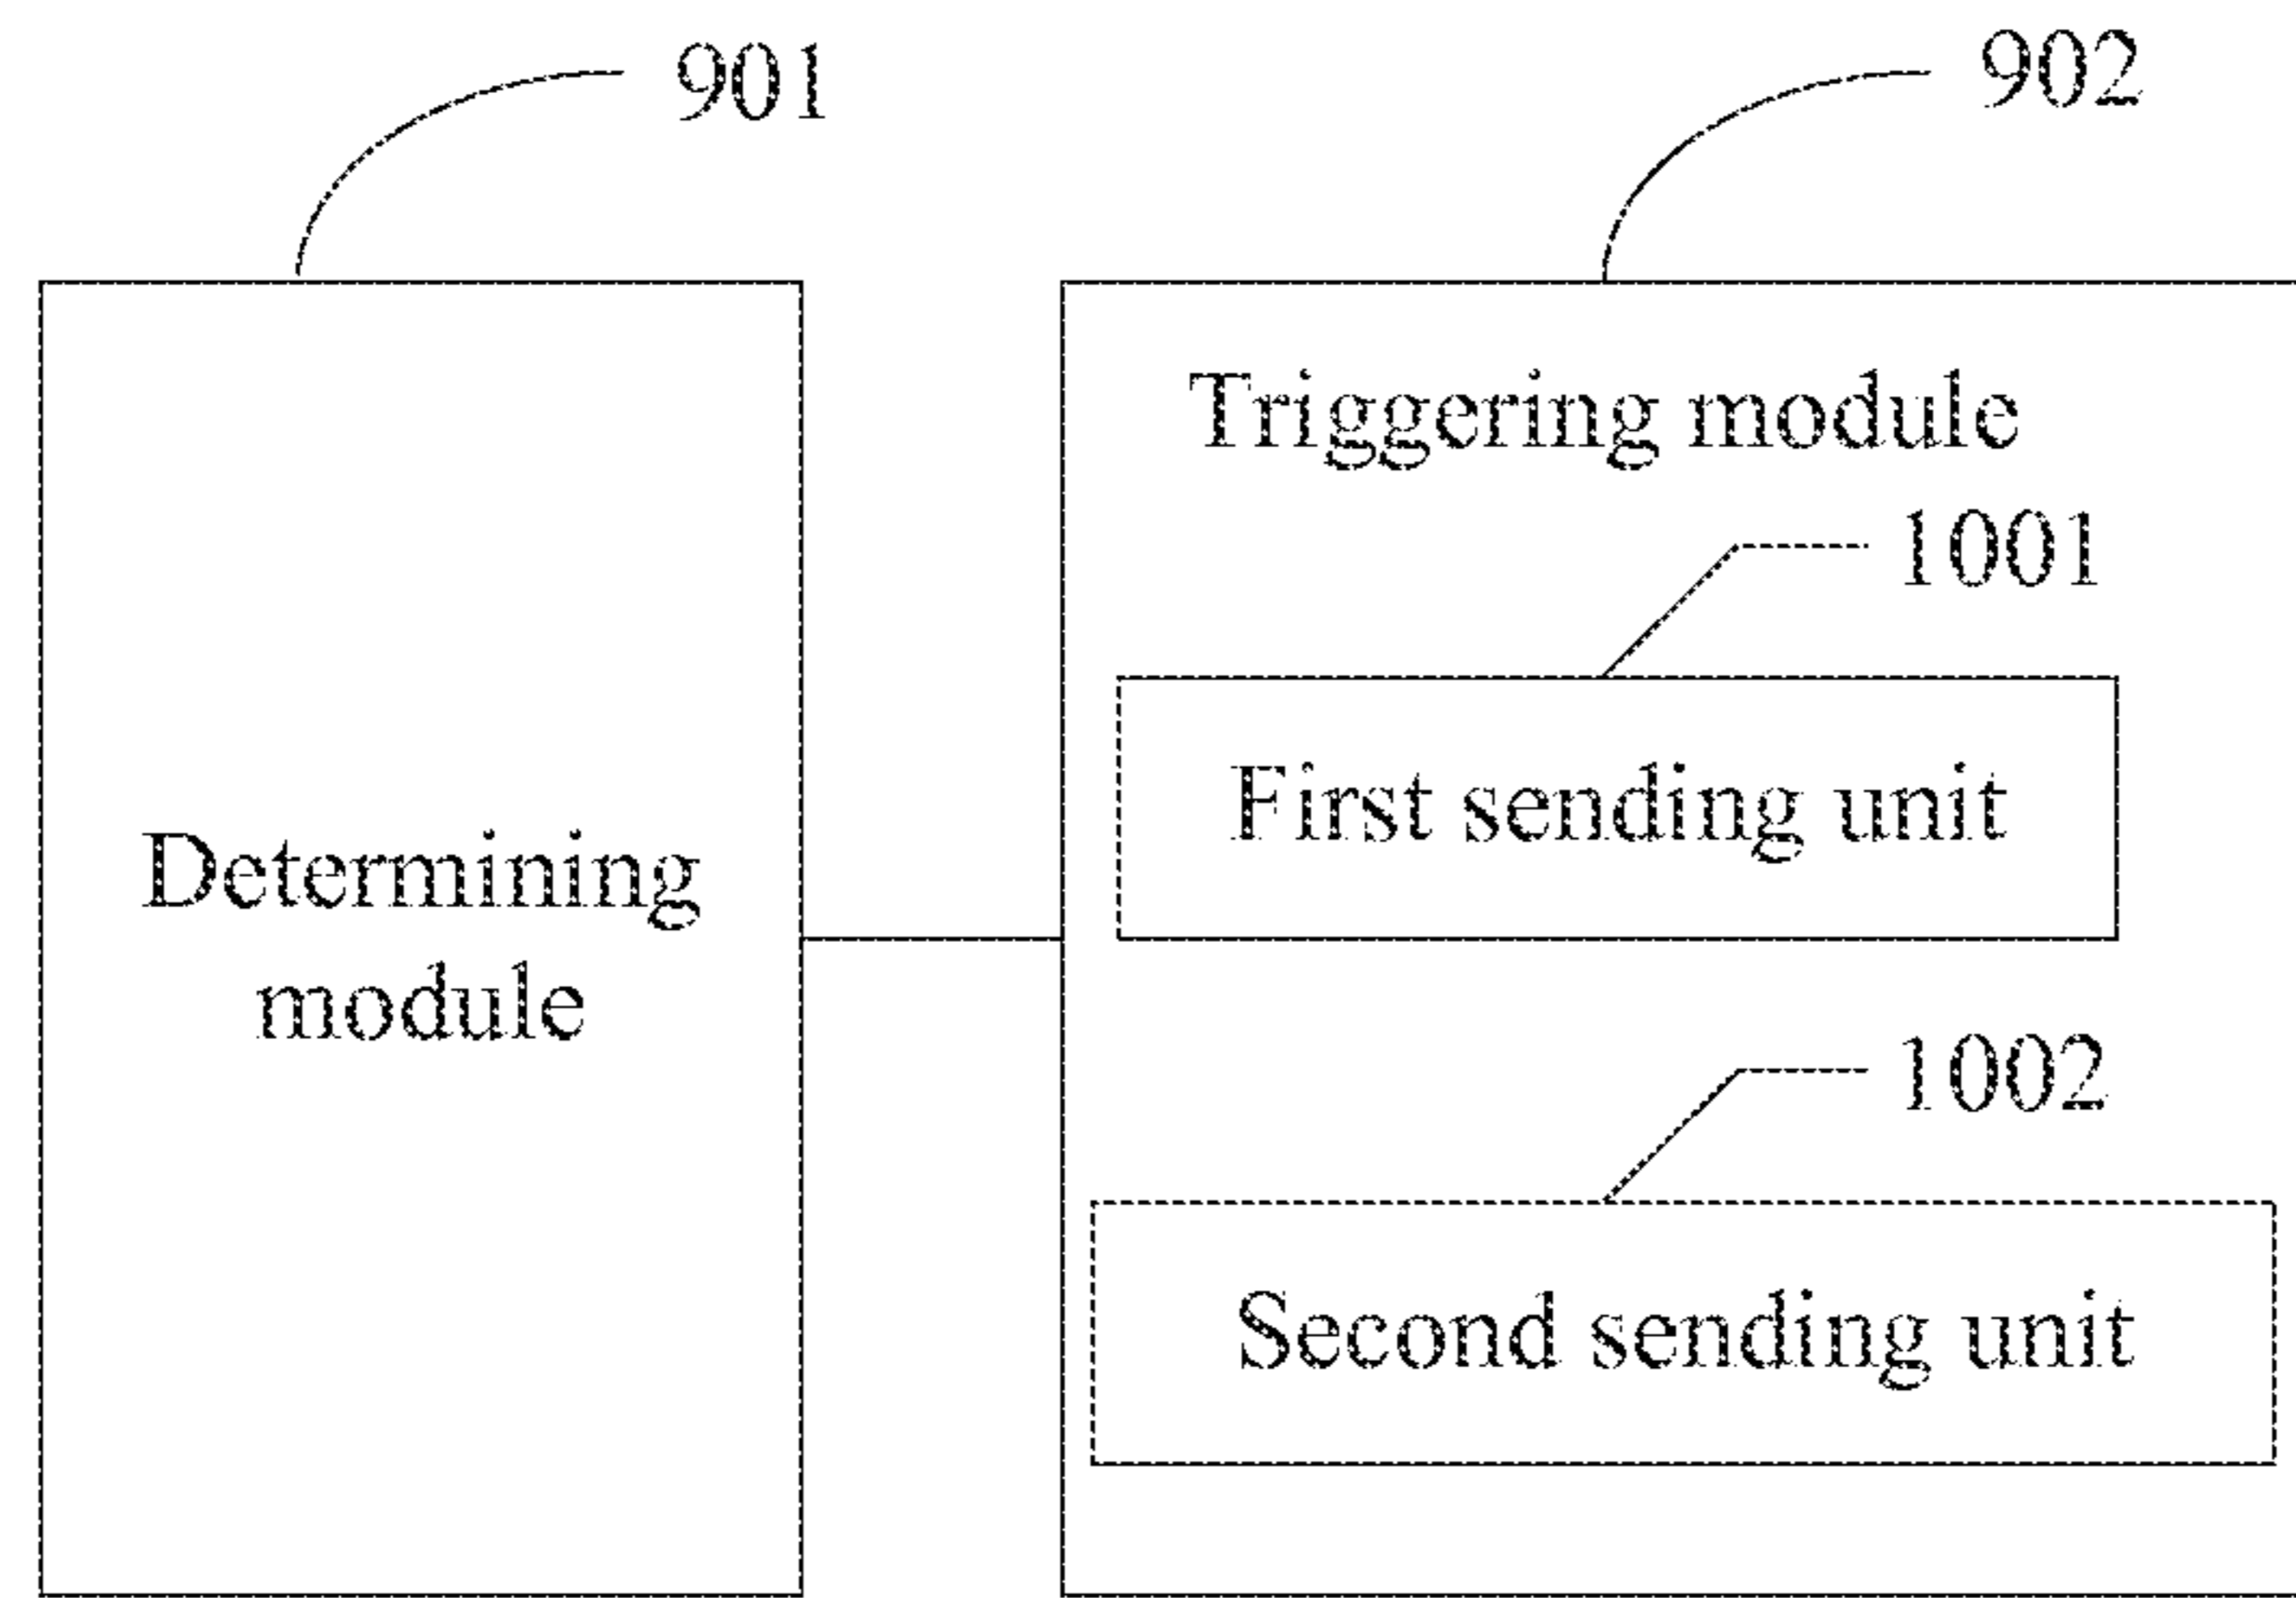 901
902
Determining
module
Triggering module
1001
First sending unit
1002
Second sending unit